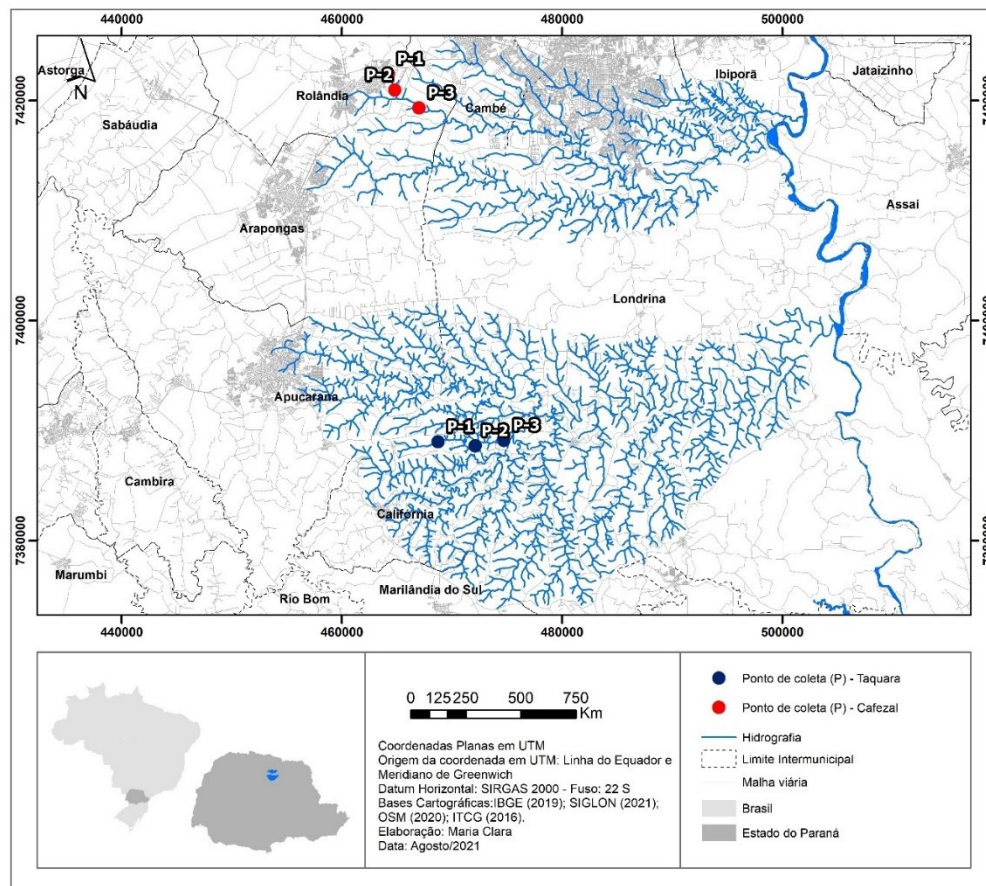 440000 460000 480000 500000
Astorga
N
P-1
P-2
P-3
Rolândia
Cambé
Ibiporã
Jataizinho
7420000
7420000
Sabáudia
Arapongas
Assaí
Londrina
7400000
7400000
Apucarana
P-1
P-2
P-3
Cambira
Califórnia
7380000
7380000
Marumbi
Rio Bom
Marilândia do Sul
440000 460000 480000 500000
0 125250 500 750
Km
Coordenadas Planas em UTM
Origem da coordenada em UTM: Linha do Equador e
Meridiano de Greenwich
Datum Horizontal: SIRGAS 2000 - Fuso: 22 S
Bases Cartográficas:IBGE (2019); SIGLON (2021);
OSM (2020); ITCG (2016).
Elaboração: Maria Clara
Data: Agosto/2021
Ponto de coleta (P) - Taquara
Ponto de coleta (P) - Cafezal
Hidrografia
Limite Intermunicipal
Malha viária
Brasil
Estado do Paraná